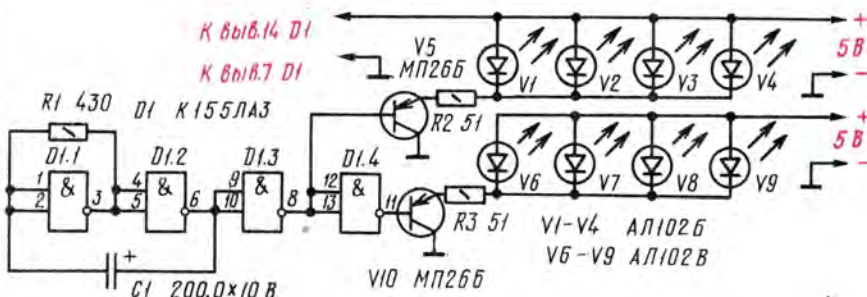 К выв.14 D1
К выв.7 D1
V5
МП26Б
+
5В
−
V1
V2
V3
V4
R1 430
D1 К155ЛА3
R2 51
+
5В
−
D1.1
D1.2
D1.3
D1.4
&
&
&
&
1
2
3
4
5
6
9
10
8
12
13
11
V6
V7
V8
V9
R3 51
V1-V4 АЛ102Б
V6-V9 АЛ102В
V10 МП26Б
+
C1 200,0×10 В